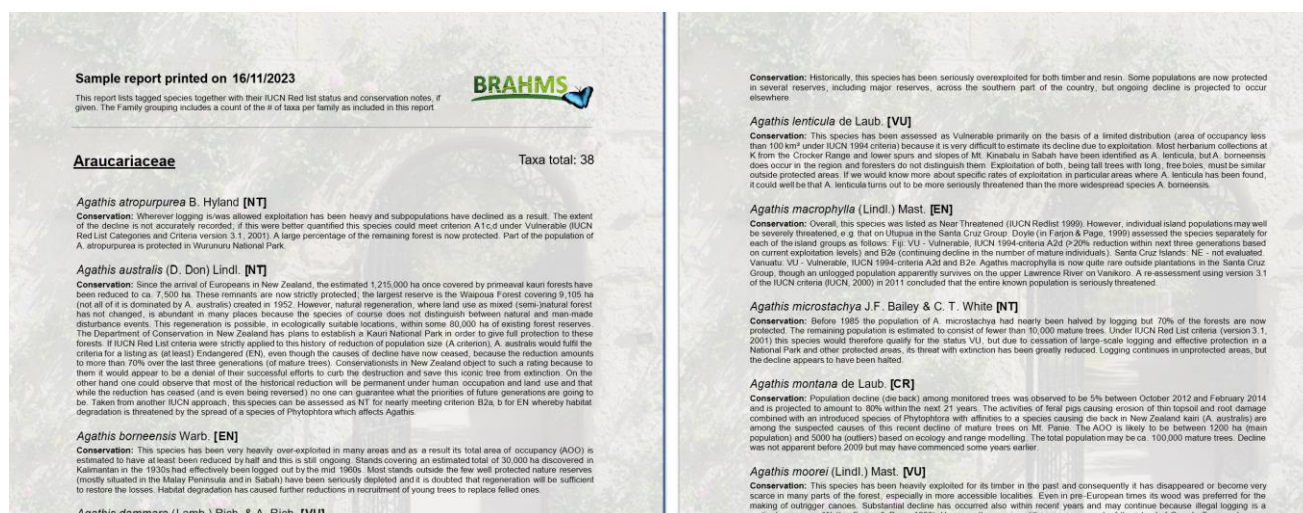 Sample report printed on 16/11/2023
BRAHMS
This report lists tagged species together with their IUCN Red list status and conservation notes, if
given. The Family grouping includes a count of the # of taxa per family as included in this report.
Araucariaceae
Taxa total: 38
Agathis atropurpurea B. Hyland [NT]
Conservation: Wherever logging is/was allowed exploitation has been heavy and subpopulations have declined as a result. The extent
of the decline is not accurately recorded; if this were better quantified this species could meet criterion A1c,d under Vulnerable (IUCN
Red List Categories and Criteria version 3.1, 2001). A large percentage of the remaining forest is now protected. Part of the population of
A. atropurpurea is protected in Wurunuru National Park.
Agathis australis (D. Don) Lindl. [NT]
Conservation: Since the arrival of Europeans in New Zealand, the estimated 1,215,000 ha once covered by primeaval kauri forests have
been reduced to ca. 7,500 ha. These remnants are now strictly protected; the largest reserve is the Waipoua Forest covering 9,105 ha
(not all of it is dominated by A. australis) created in 1952. However, natural regeneration, where land use as mixed (semi-)natural forest
has not changed, is abundant in many places because the species of course does not distinguish between natural and man-made
disturbance events. This regeneration is possible, in ecologically suitable locations, within some 80,000 ha of existing forest reserves.
The Department of Conservation in New Zealand has plans to establish a Kauri National Park in order to give full protection to these
forests. If IUCN Red List criteria were strictly applied to this history of reduction of population size (A criterion), A. australis would fulfil the
criteria for a listing as (at least) Endangered (EN), even though the causes of decline have now ceased, because the reduction amounts
to more than 70% over the last three generations (of mature trees). Conservationists in New Zealand object to such a rating because to
them it would appear to be a denial of their successful efforts to curb the destruction and save this iconic tree from extinction. On the
other hand one could observe that most of the historical reduction will be permanent under human occupation and land use and that
while the reduction has ceased (and is even being reversed) no one can guarantee what the priorities of future generations are going to
be. Taken from another IUCN approach, this species can be assessed as NT for nearly meeting criterion B2a, b for EN whereby habitat
degradation is threatened by the spread of a species of Phytophtora which affects Agathis.
Agathis borneensis Warb. [EN]
Conservation: This species has been very heavily over-exploited in many areas and as a result its total area of occupancy (AOO) is
estimated to have at least been reduced by half and this is still ongoing. Stands covering an estimated total of 30,000 ha discovered in
Kalimantan in the 1930s had effectively been logged out by the mid 1960s. Most stands outside the few well protected nature reserves
(mostly situated in the Malay Peninsula and in Sabah) have been seriously depleted and it is doubted that regeneration will be sufficient
to restore the losses. Habitat degradation has caused further reductions in recruitment of young trees to replace felled ones.
Agathis dammara (Lamb.) Rich. & A. Rich. [VU]
Conservation: Historically, this species has been seriously overexploited for both timber and resin. Some populations are now protected
in several reserves, including major reserves, across the southern part of the country, but ongoing decline is projected to occur
elsewhere.
Agathis lenticula de Laub. [VU]
Conservation: This species has been assessed as Vulnerable primarily on the basis of a limited distribution (area of occupancy less
than 100 km² under IUCN 1994 criteria) because it is very difficult to estimate its decline due to exploitation. Most herbarium collections at
K from the Crocker Range and lower spurs and slopes of Mt. Kinabalu in Sabah have been identified as A. lenticula, but A. borneensis
does occur in the region and foresters do not distinguish them. Exploitation of both, being tall trees with long, free boles, must be similar
outside protected areas. If we would know more about specific rates of exploitation in particular areas where A. lenticula has been found,
it could well be that A. lenticula turns out to be more seriously threatened than the more widespread species A. borneensis.
Agathis macrophylla (Lindl.) Mast. [EN]
Conservation: Overall, this species was listed as Near Threatened (IUCN Redlist 1999). However, individual island populations may well
be severely threatened, e.g. that on Utupua in the Santa Cruz Group. Doyle (in Farjon & Page, 1999) assessed the species separately for
each of the island groups as follows: Fiji: VU - Vulnerable, IUCN 1994-criteria A2d (>20% reduction within next three generations based
on current exploitation levels) and B2e (continuing decline in the number of mature individuals). Santa Cruz Islands: NE - not evaluated.
Vanuatu: VU - Vulnerable, IUCN 1994-criteria A2d and B2e. Agathis macrophylla is now quite rare outside plantations in the Santa Cruz
Group, though an unlogged population apparently survives on the upper Lawrence River on Vanikoro. A re-assessment using version 3.1
of the IUCN criteria (IUCN, 2000) in 2011 concluded that the entire known population is seriously threatened.
Agathis microstachya J.F. Bailey & C. T. White [NT]
Conservation: Before 1985 the population of A. microstachya had nearly been halved by logging but 70% of the forests are now
protected. The remaining population is estimated to consist of fewer than 10,000 mature trees. Under IUCN Red List criteria (version 3.1,
2001) this species would therefore qualify for the status VU, but due to cessation of large-scale logging and effective protection in a
National Park and other protected areas, its threat with extinction has been greatly reduced. Logging continues in unprotected areas, but
the decline appears to have been halted.
Agathis montana de Laub. [CR]
Conservation: Population decline (die back) among monitored trees was observed to be 5% between October 2012 and February 2014
and is projected to amount to 80% within the next 21 years. The activities of feral pigs causing erosion of thin topsoil and root damage
combined with an introduced species of Phytophtora with affinities to a species causing die back in New Zealand kairi (A. australis) are
among the suspected causes of this recent decline of mature trees on Mt. Panie. The AOO is likely to be between 1200 ha (main
population) and 5000 ha (outliers) based on ecology and range modelling. The total population may be ca. 100,000 mature trees. Decline
was not apparent before 2009 but may have commenced some years earlier.
Agathis moorei (Lindl.) Mast. [VU]
Conservation: This species has been heavily exploited for its timber in the past and consequently it has disappeared or become very
scarce in many parts of the forest, especially in more accessible localities. Even in pre-European times its wood was preferred for the
making of outrigger canoes. Substantial decline has occurred also within recent years and may continue because illegal logging is a